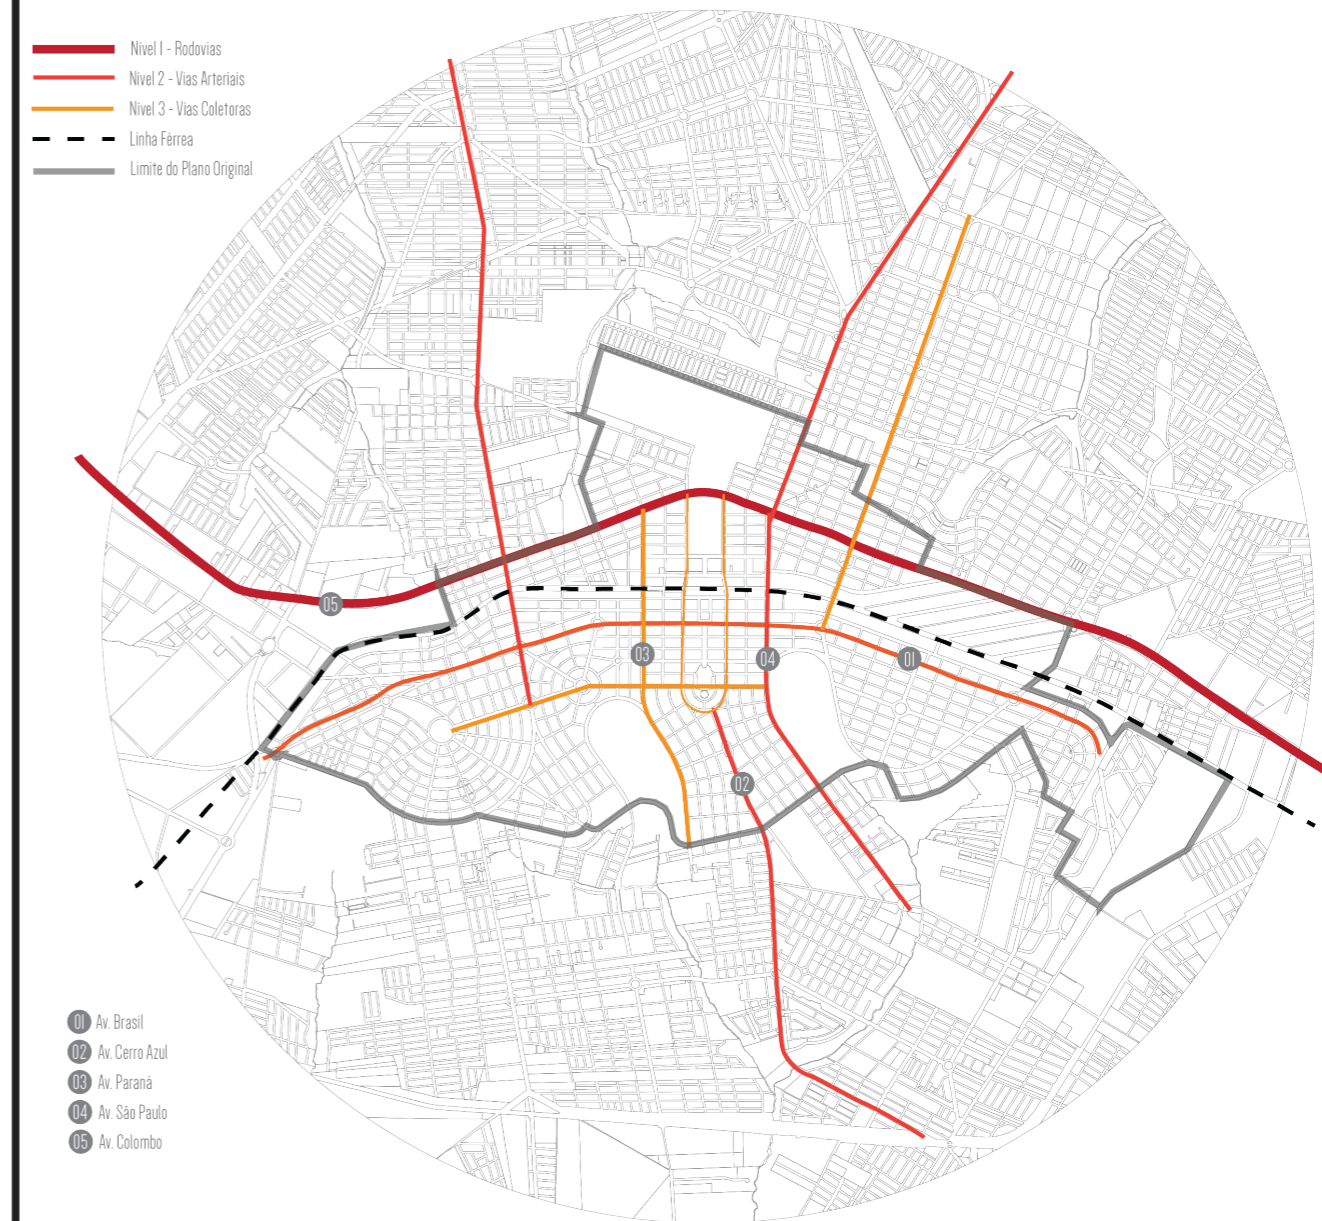 Nível I - Rodovias
Nível 2 - Vias Arteriais
Nível 3 - Vias Coletoras
Linha Férrea
Limite do Plano Original
05
03
04
01
02
01 Av. Brasil
02 Av. Cerro Azul
03 Av. Paraná
04 Av. São Paulo
05 Av. Colombo